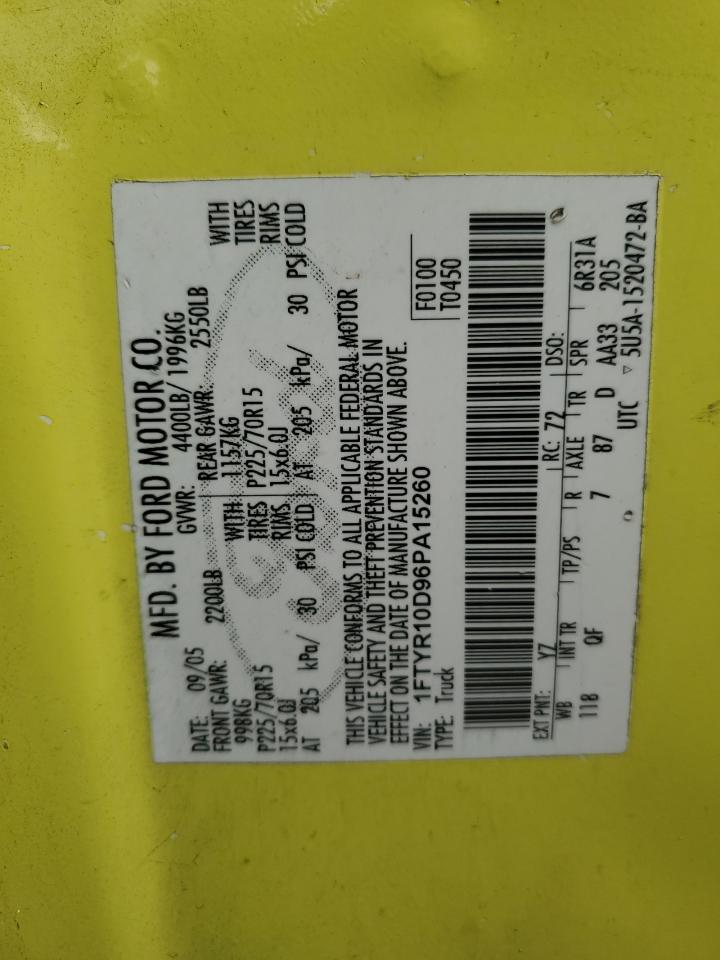 MFD. BY FORD MOTOR CO.
DATE: 09/05 GVWR: 4400LB/ 1996KG
FRONT GAWR: 2200LB REAR GAWR: 2550LB
998KG WITH 1157KG WITH
P225/70R15 TIRES P225/70R15 TIRES
15x6.0J RIMS 15x6.0J RIMS
AT 205 kPa/ 30 PSI COLD AT 205 kPa/ 30 PSI COLD
THIS VEHICLE CONFORMS TO ALL APPLICABLE FEDERAL MOTOR
VEHICLE SAFETY AND THEFT PREVENTION STANDARDS IN
EFFECT ON THE DATE OF MANUFACTURE SHOWN ABOVE.
VIN: 1FTYR10D96PA15260 F0100
TYPE: Truck T0450
EXT PNT: YZ RC: 72 DSO:
WB INT TR TP/PS R AXLE TR SPR 6R31A
118 QF 7 87 D AA33 205
UTC ▿ 5U5A-1520472-BA